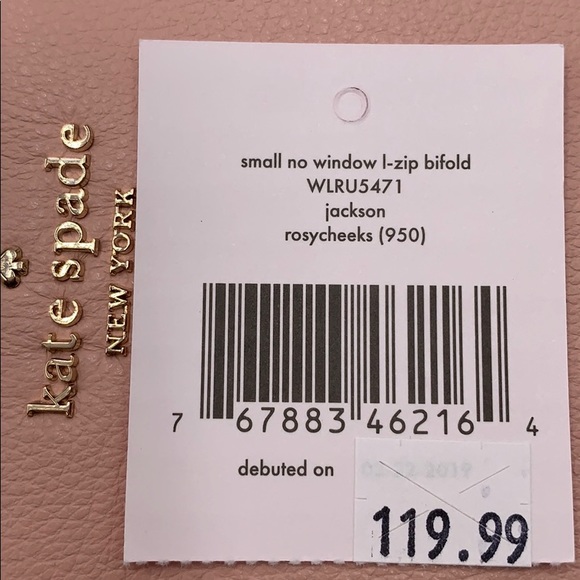 kate spade
NEW YORK
small no window l-zip bifold
WLRU5471
jackson
rosycheeks (950)
7 67883 46216 4
debuted on
119.99